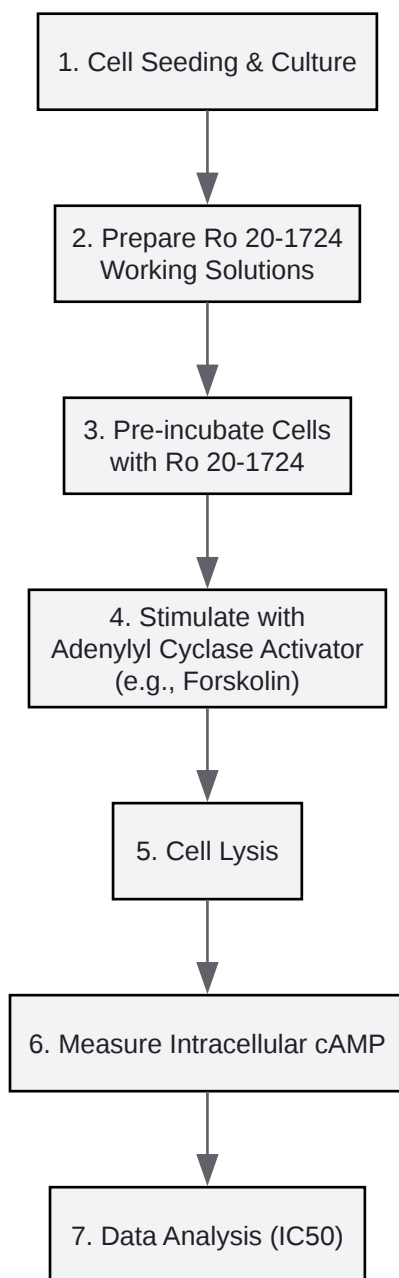 1. Cell Seeding & Culture
2. Prepare Ro 20-1724
Working Solutions
3. Pre-incubate Cells
with Ro 20-1724
4. Stimulate with
Adenylyl Cyclase Activator
(e.g., Forskolin)
5. Cell Lysis
6. Measure Intracellular cAMP
7. Data Analysis (IC50)